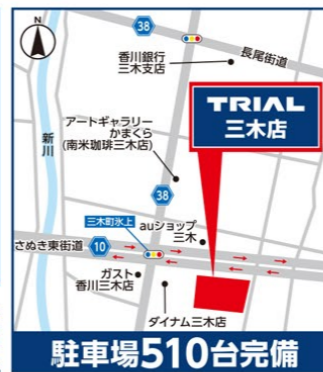 38
長尾街道
香川銀行
三木支店
TRIAL
三木店
アートギャラリー
かまくら
(南米珈琲三木店)
新川
38
三木町氷上
auショップ
三木
さぬき東街道
10
ガスト
香川三木店
ダイナム三木店
駐車場510台完備